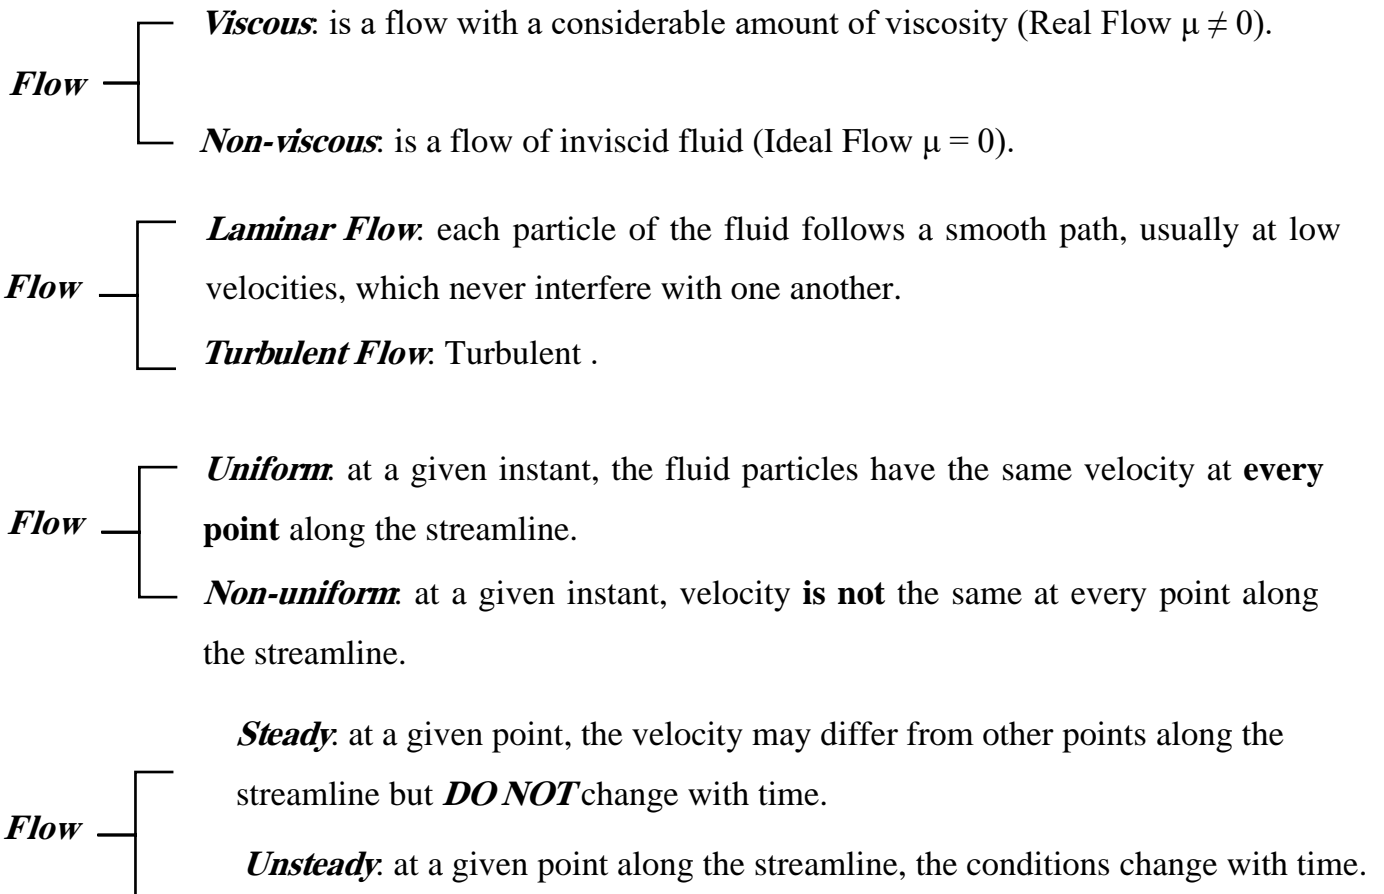 Viscous: is a flow with a considerable amount of viscosity (Real Flow μ ≠ 0).
Flow
Non-viscous: is a flow of inviscid fluid (Ideal Flow μ = 0).
Laminar Flow: each particle of the fluid follows a smooth path, usually at low
Flow
velocities, which never interfere with one another.
Turbulent Flow: Turbulent .
Uniform: at a given instant, the fluid particles have the same velocity at every
Flow
point along the streamline.
Non-uniform: at a given instant, velocity is not the same at every point along
the streamline.
Steady: at a given point, the velocity may differ from other points along the
streamline but DO NOT change with time.
Flow
Unsteady: at a given point along the streamline, the conditions change with time.